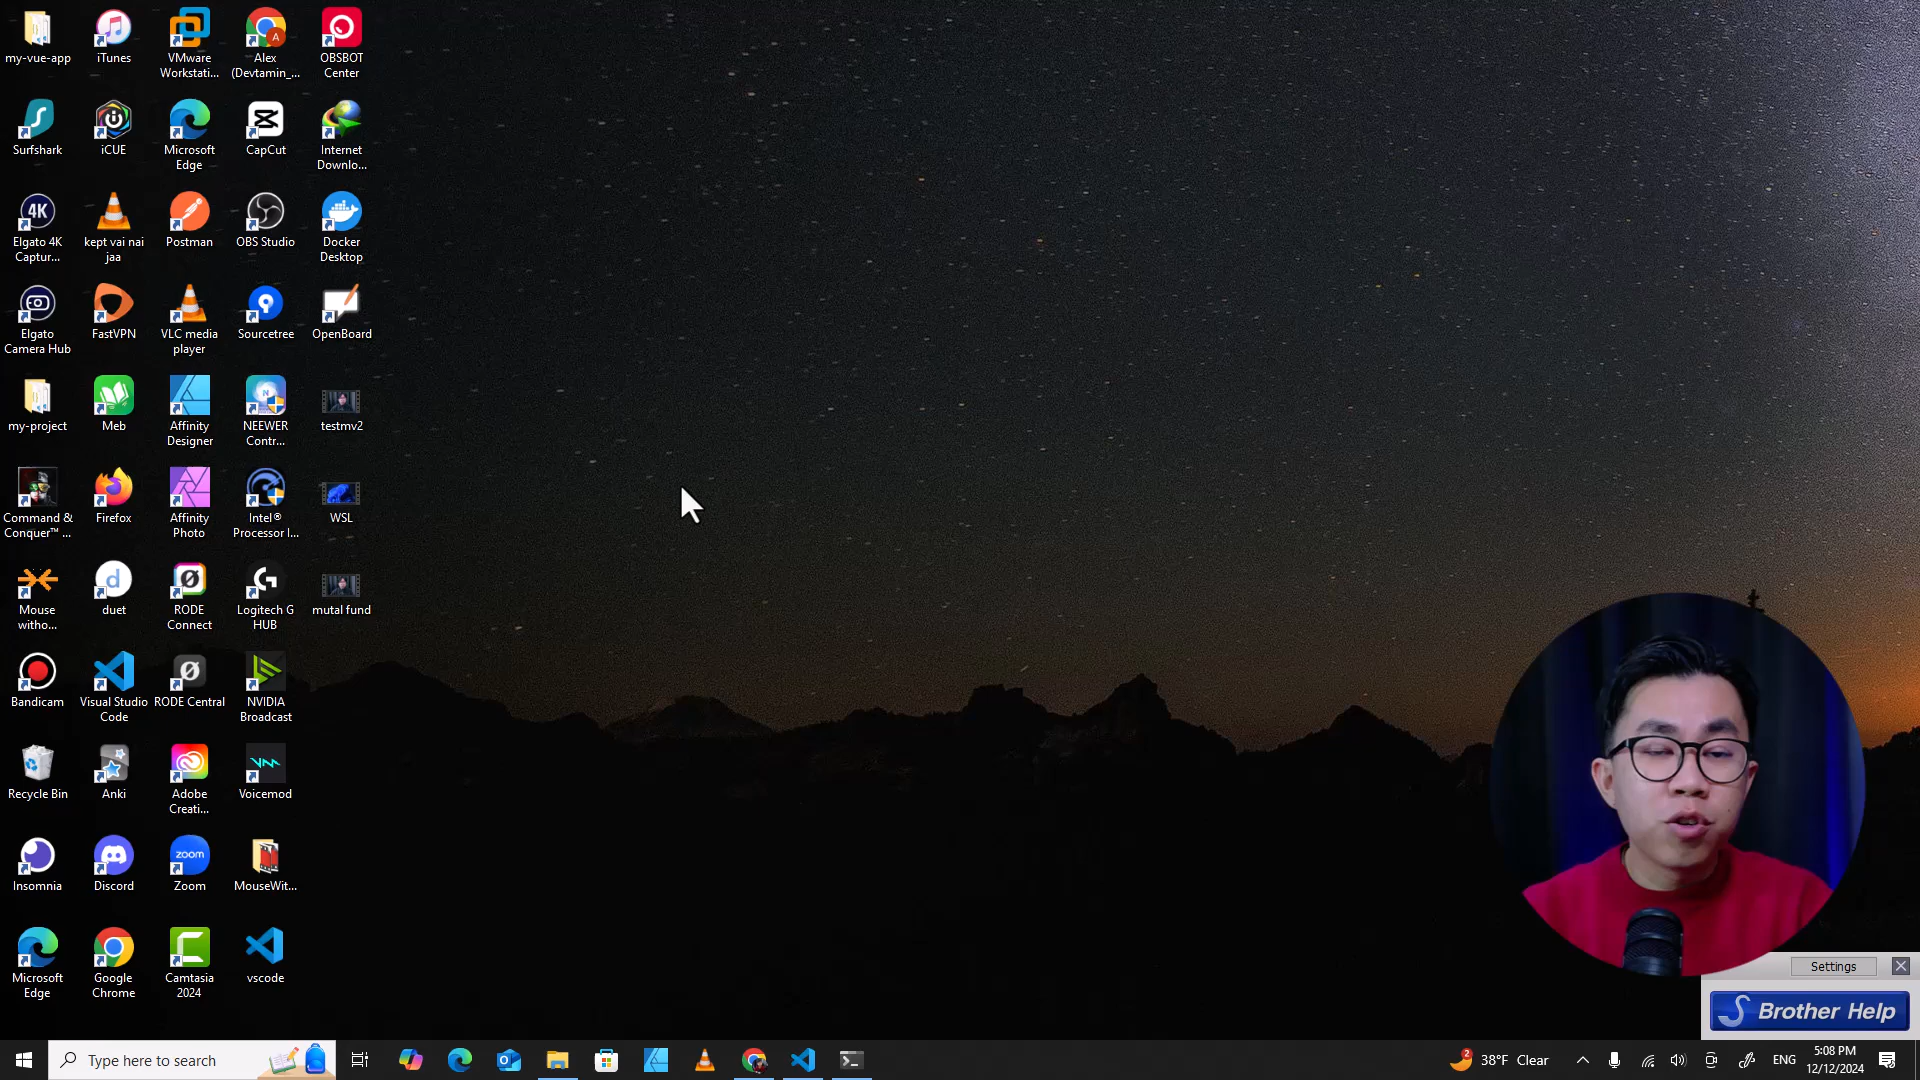 my-vue-app
iTunes
VMware
Workstati...
Alex
(Devtamin_...
OBSBOT
Center
Surfshark
iCUE
Microsoft
Edge
CapCut
Internet
Downlo...
4K
Elgato 4K
Captur...
kept vai nai
jaa
Postman
OBS Studio
Docker
Desktop
Elgato
Camera Hub
FastVPN
VLC media
player
Sourcetree
OpenBoard
my-project
Meb
Affinity
Designer
NEEWER
Contr...
testmv2
Command &
Conquer™ ...
Firefox
Affinity
Photo
Intel®
Processor I...
WSL
Mouse
witho...
duet
RODE
Connect
Logitech G
HUB
mutal fund
Bandicam
Visual Studio
Code
RODE Central
NVIDIA
Broadcast
Recycle Bin
Anki
Adobe
Creati...
Voicemod
Insomnia
Discord
zoom
Zoom
MouseWit...
Microsoft
Edge
Google
Chrome
Camtasia
2024
vscode
Settings
Brother Help
Type here to search
2
38°F Clear
ENG
5:08 PM
12/12/2024